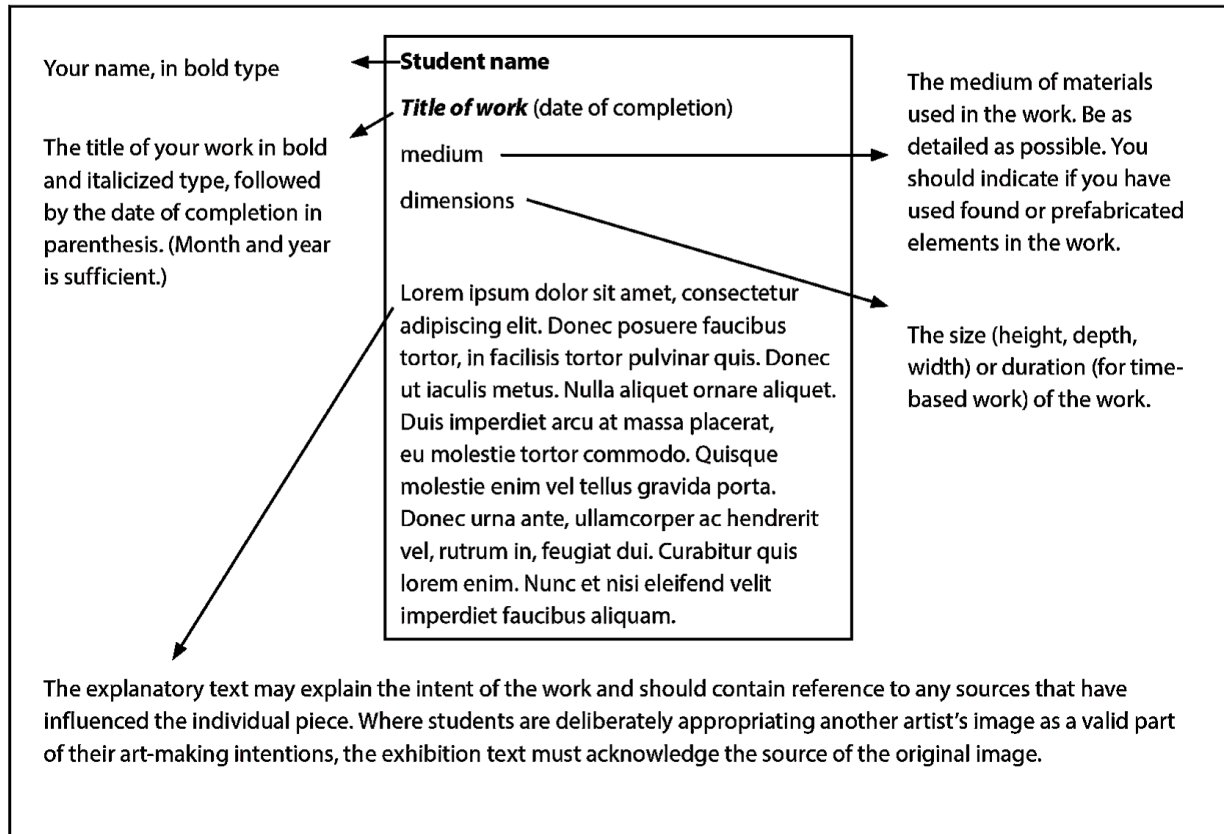 Your name, in bold type
The title of your work in bold
and italicized type, followed
by the date of completion in
parenthesis. (Month and year
is sufficient.)
Student name
Title of work (date of completion)
medium
dimensions
Lorem ipsum dolor sit amet, consectetur
adipiscing elit. Donec posuere faucibus
tortor, in facilisis tortor pulvinar quis. Donec
ut iaculis metus. Nulla aliquet ornare aliquet.
Duis imperdiet arcu at massa placerat,
eu molestie tortor commodo. Quisque
molestie enim vel tellus gravida porta.
Donec urna ante, ullamcorper ac hendrerit
vel, rutrum in, feugiat dui. Curabitur quis
lorem enim. Nunc et nisi eleifend velit
imperdiet faucibus aliquam.
The medium of materials
used in the work. Be as
detailed as possible. You
should indicate if you have
used found or prefabricated
elements in the work.
The size (height, depth,
width) or duration (for time-
based work) of the work.
The explanatory text may explain the intent of the work and should contain reference to any sources that have
influenced the individual piece. Where students are deliberately appropriating another artist's image as a valid part
of their art-making intentions, the exhibition text must acknowledge the source of the original image.